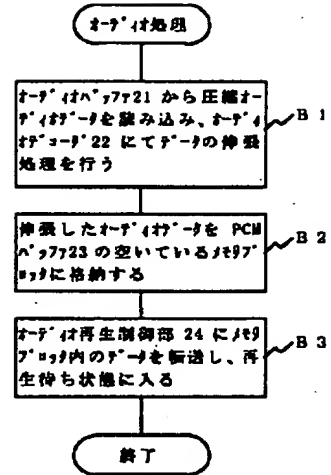 オーディオ処理
オーディオバッファ21 から圧縮オー
ディオデータを読み込み、オーディ
オデコーダ22 にてデータの伸張
処理を行う
B 1
伸張したオーディオデータを PCM
バッファ23 の空いているメモリブ
ロックに格納する
B 2
オーディオ再生制御部 24 にメモリ
ブロック内のデータを転送し、再
生待ち状態に入る
B 3
終了